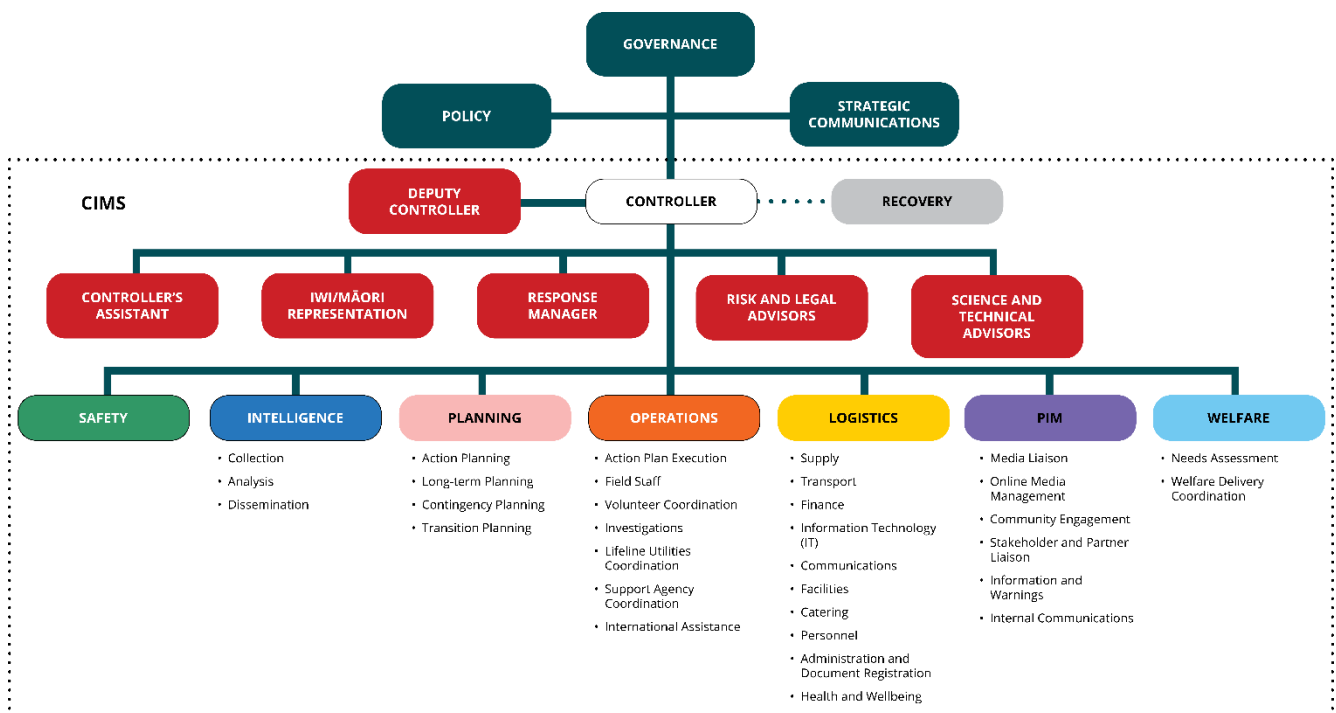 GOVERNANCE
POLICY
STRATEGIC
COMMUNICATIONS
CIMS
DEPUTY
CONTROLLER
CONTROLLER
RECOVERY
CONTROLLER'S
ASSISTANT
IWI/MĀORI
REPRESENTATION
RESPONSE
MANAGER
RISK AND LEGAL
ADVISORS
SCIENCE AND
TECHNICAL
ADVISORS
SAFETY
INTELLIGENCE
• Collection
• Analysis
• Dissemination
PLANNING
• Action Planning
• Long-term Planning
• Contingency Planning
• Transition Planning
OPERATIONS
• Action Plan Execution
• Field Staff
• Volunteer Coordination
• Investigations
• Lifeline Utilities
Coordination
• Support Agency
Coordination
• International Assistance
LOGISTICS
• Supply
• Transport
• Finance
• Information Technology
(IT)
• Communications
• Facilities
• Catering
• Personnel
• Administration and
Document Registration
• Health and Wellbeing
PIM
• Media Liaison
• Online Media
Management
• Community Engagement
• Stakeholder and Partner
Liaison
• Information and
Warnings
• Internal Communications
WELFARE
• Needs Assessment
• Welfare Delivery
Coordination